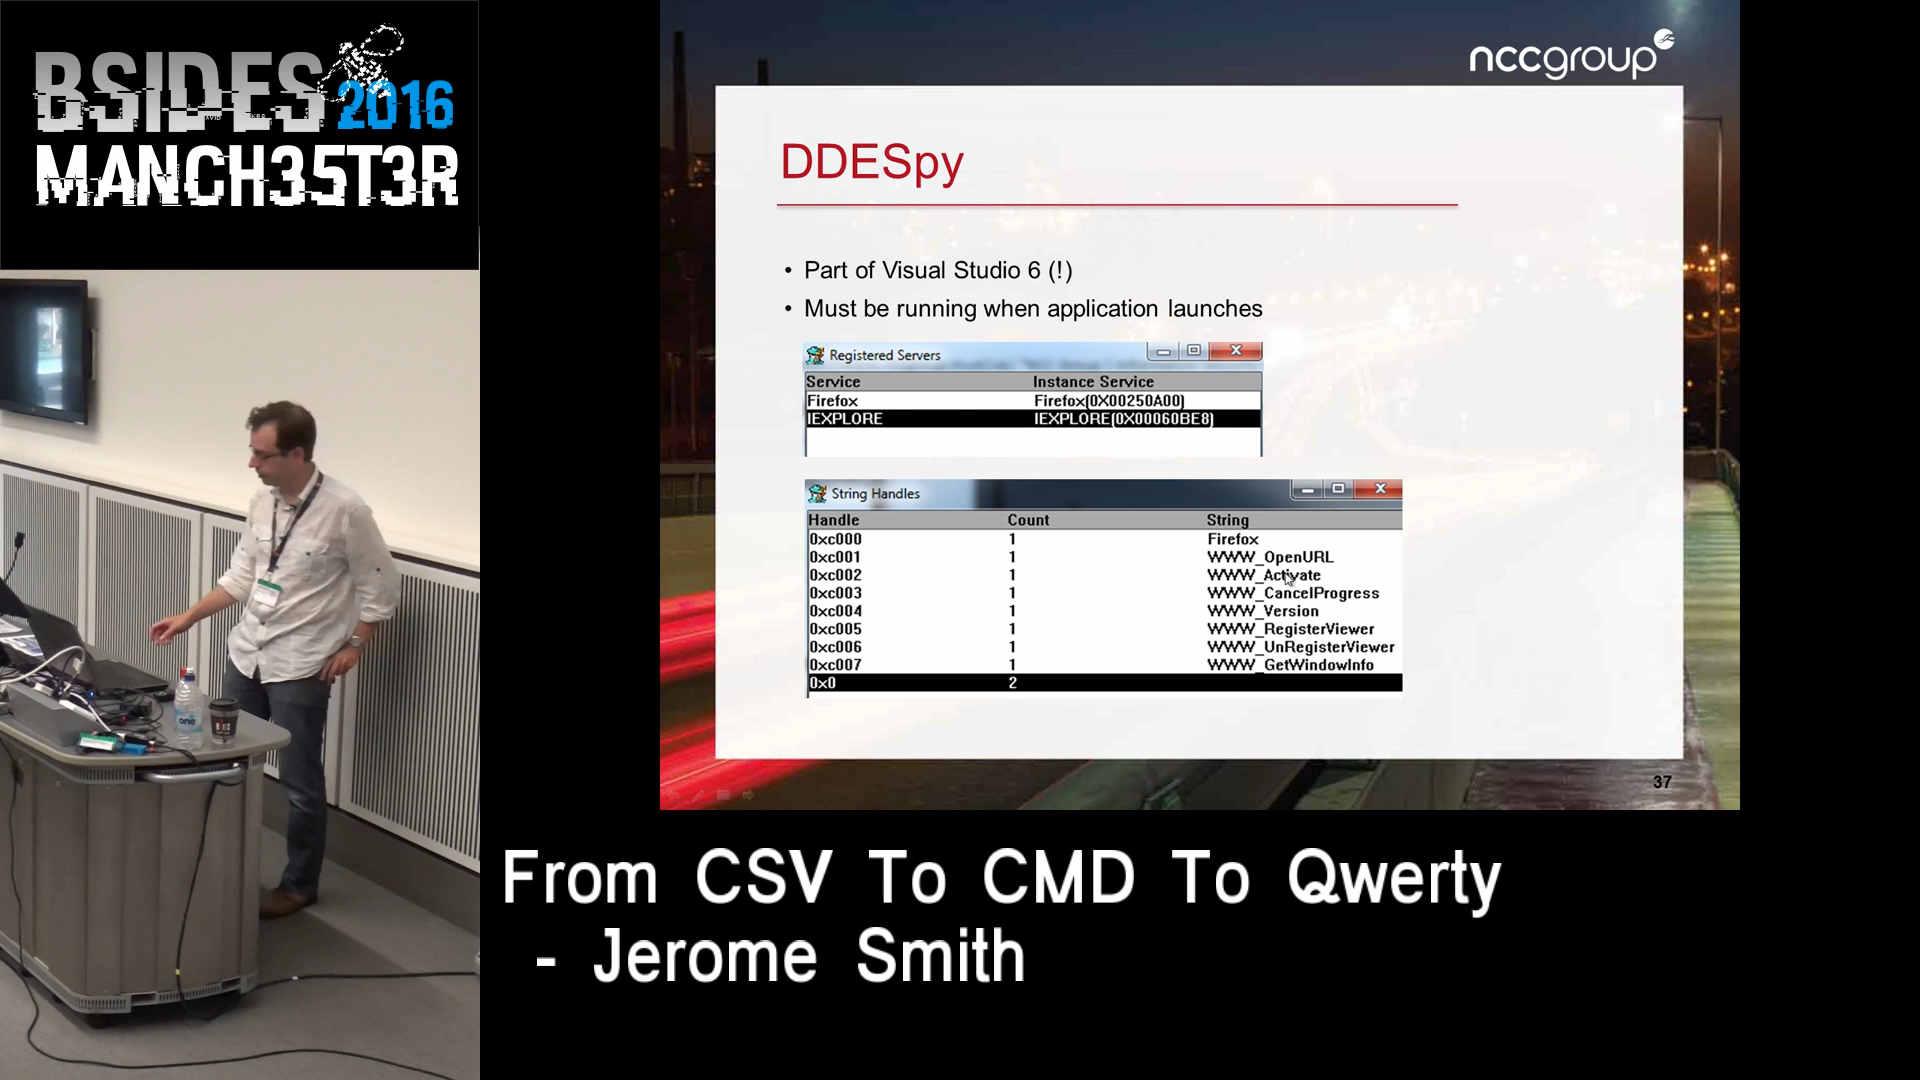 BSIDES 2016
MANCH35T3R
nccgroup
DDESpy
• Part of Visual Studio 6 (!)
• Must be running when application launches
Registered Servers
Service Instance Service
Firefox Firefox(0X00250A00)
IEXPLORE IEXPLORE(0X00060BE8)
String Handles
Handle Count String
0xc000 1 Firefox
0xc001 1 WWW_OpenURL
0xc002 1 WWW_Activate
0xc003 1 WWW_CancelProgress
0xc004 1 WWW_Version
0xc005 1 WWW_RegisterViewer
0xc006 1 WWW_UnRegisterViewer
0xc007 1 WWW_GetWindowInfo
0x0 2
37
one
From CSV To CMD To Qwerty
- Jerome Smith